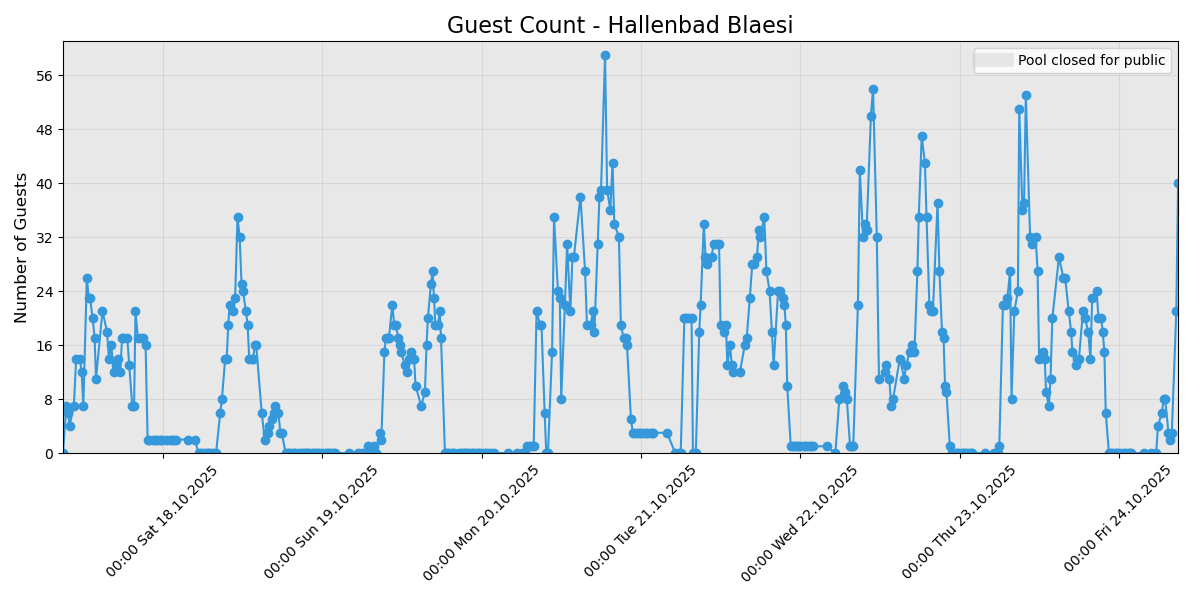 Guest Count - Hallenbad Blaesi
Pool closed for public
Number of Guests
56
48
40
32
24
16
8
0
00:00 Sat 18.10.2025
00:00 Sun 19.10.2025
00:00 Mon 20.10.2025
00:00 Tue 21.10.2025
00:00 Wed 22.10.2025
00:00 Thu 23.10.2025
00:00 Fri 24.10.2025